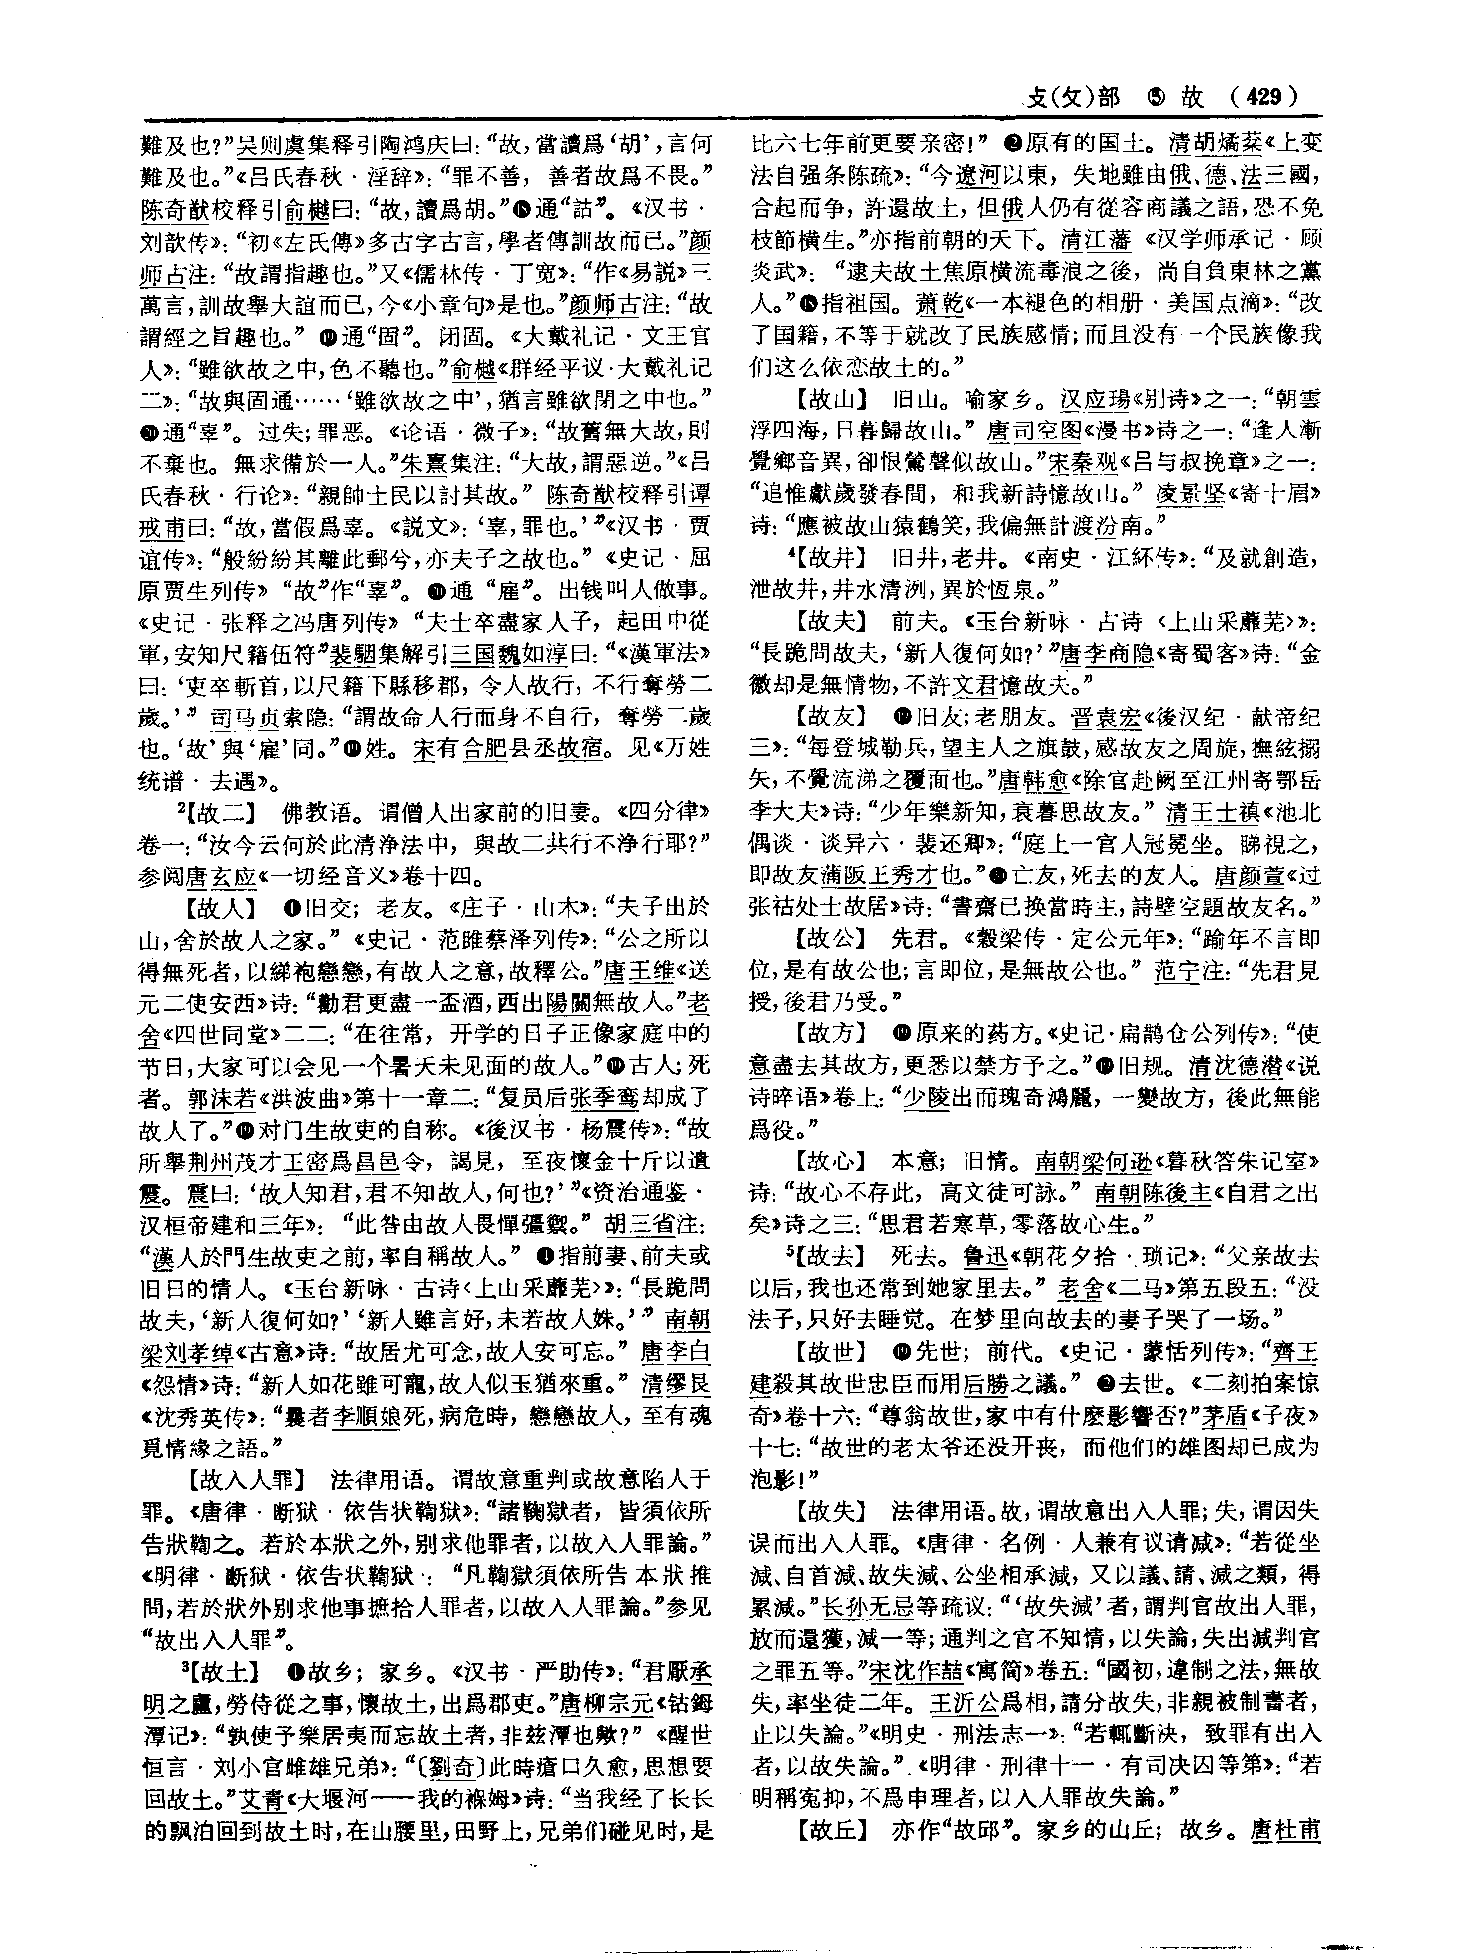 攴(攵)部 ⑤ 故 (429)
難及也?”吴则虞集释引陶鸿庆曰:“故,當讀爲‘胡’,言何
難及也。”《吕氏春秋·淫辞》:“罪不善, 善者故爲不畏。”
陈奇猷校释引俞樾曰:“故,讀爲胡。”⓲通“詁”。《汉书·
刘歆传》:“初《左氏傳》多古字古言,學者傳訓故而已。”颜
师古注:“故謂指趣也。”又《儒林传·丁宽》:“作《易説》三
萬言,訓故舉大誼而已,今《小章句》是也。”颜师古注:“故
謂經之旨趣也。” ⓳通“固”。闭固。《大戴礼记·文王官
人》:“雖欲故之中,色不聽也。”俞樾《群经平议·大戴礼记
二》:“故與固通……‘雖欲故之中’,猶言雖欲閉之中也。”
⓴通“辜”。过失;罪恶。《论语·微子》:“故舊無大故,則
不棄也。無求備於一人。”朱熹集注:“大故,謂惡逆。”《吕
氏春秋·行论》:“親帥士民以討其故。” 陈奇猷校释引谭
戒甫曰:“故,當假爲辜。《説文》:‘辜,罪也。’”《汉书·贾
谊传》:“般紛紛其離此郵兮,亦夫子之故也。”《史记·屈
原贾生列传》“故”作“辜”。㉑通“雇”。出钱叫人做事。
《史记·张释之冯唐列传》“夫士卒盡家人子, 起田中從
軍,安知尺籍伍符”裴駰集解引三国魏如淳曰:“《漢軍法》
曰:‘吏卒斬首,以尺籍下縣移郡, 令人故行, 不行奪勞二
歲。’” 司马贞索隐:“謂故命人行而身不自行, 奪勞二歲
也。‘故’與‘雇’同。”㉒姓。宋有合肥县丞故宿。见《万姓
统谱·去遇》。
²【故二】 佛教语。谓僧人出家前的旧妻。《四分律》
卷一:“汝今云何於此清浄法中, 與故二共行不浄行耶?”
参阅唐玄应《一切经音义》卷十四。
【故人】 ❶旧交; 老友。《庄子·山木》:“夫子出於
山,舍於故人之家。”《史记·范雎蔡泽列传》:“公之所以
得無死者,以綈袍戀戀,有故人之意,故釋公。”唐王维《送
元二使安西》诗:“勸君更盡一盃酒,西出陽關無故人。”老
舍《四世同堂》二二:“在往常, 开学的日子正像家庭中的
节日,大家可以会见一个暑天未见面的故人。”❷古人;死
者。郭沫若《洪波曲》第十一章二:“复员后张季鸾却成了
故人了。”❸对门生故吏的自称。《後汉书·杨震传》:“故
所舉荆州茂才王密爲昌邑令, 謁見, 至夜懷金十斤以遺
震。震曰:‘故人知君,君不知故人,何也?’”《资治通鉴·
汉桓帝建和三年》:“此咎由故人畏憚彊禦。” 胡三省注:
“漢人於門生故吏之前,率自稱故人。” ❹指前妻、前夫或
旧日的情人。《玉台新咏·古诗〈上山采蘼芜〉》:“長跪問
故夫,‘新人復何如?’‘新人雖言好,未若故人姝。’” 南朝
梁刘孝绰《古意》诗:“故居尤可念,故人安可忘。” 唐李白
《怨情》诗:“新人如花雖可寵,故人似玉猶來重。” 清缪艮
《沈秀英传》:“曩者李順娘死,病危時, 戀戀故人, 至有魂
覓情緣之語。”
【故入人罪】 法律用语。谓故意重判或故意陷人于
罪。《唐律·断狱·依告状鞫狱》:“諸鞫獄者, 皆須依所
告狀鞫之。若於本狀之外,别求他罪者,以故入人罪論。”
《明律·断狱·依告状鞫狱》:“凡鞫獄須依所告本狀推
問,若於狀外别求他事摭拾人罪者,以故入人罪論。”参见
“故出入人罪”。
³【故土】 ❶故乡; 家乡。《汉书·严助传》:“君厭承
明之廬,勞侍從之事,懷故土,出爲郡吏。”唐柳宗元《钴鉧
潭记》:“孰使予樂居夷而忘故土者,非兹潭也歟?”《醒世
恒言·刘小官雌雄兄弟》:“〔劉奇〕此時瘡口久愈,思想要
回故土。”艾青《大堰河——我的褓姆》诗:“当我经了长长
的飘泊回到故土时,在山腰里,田野上,兄弟们碰见时,是
比六七年前更要亲密!” ❷原有的国土。清胡燏棻《上变
法自强条陈疏》:“今遼河以東, 失地雖由俄、德、法三國,
合起而争, 許還故土,但俄人仍有從容商議之語,恐不免
枝節橫生。”亦指前朝的天下。清江藩《汉学师承记·顾
炎武》:“逮夫故土焦原橫流毒浪之後, 尚自負東林之黨
人。”❸指祖国。萧乾《一本褪色的相册·美国点滴》:“改
了国籍,不等于就改了民族感情;而且没有一个民族像我
们这么依恋故土的。”
【故山】 旧山。喻家乡。汉应瑒《别诗》之一:“朝雲
浮四海,日暮歸故山。” 唐司空图《漫书》诗之一:“逢人漸
覺鄉音異,卻恨鶯聲似故山。”宋秦观《吕与叔挽章》之一:
“追惟獻歲發春間, 和我新詩憶故山。” 凌景坚《寄十眉》
诗:“應被故山猿鶴笑,我偏無計渡汾南。”
⁴【故井】 旧井,老井。《南史·江紑传》:“及就創造,
泄故井,井水清洌,異於恆泉。”
【故夫】 前夫。《玉台新咏·古诗〈上山采蘼芜〉》:
“長跪問故夫,‘新人復何如?’”唐李商隐《寄蜀客》诗:“金
徽却是無情物,不許文君憶故夫。”
【故友】 ❶旧友;老朋友。晋袁宏《後汉纪·献帝纪
三》:“每登城勒兵,望主人之旗鼓,感故友之周旋,撫絃搦
矢,不覺流涕之覆面也。”唐韩愈《除官赴阙至江州寄鄂岳
李大夫》诗:“少年樂新知,衰暮思故友。” 清王士禛《池北
偶谈·谈异六·裴还卿》:“庭上一官人冠冕坐。睇視之,
即故友蒲阪王秀才也。”❷亡友,死去的友人。唐颜萱《过
张祜处士故居》诗:“書齋已换當時主,詩壁空題故友名。”
【故公】 先君。《穀梁传·定公元年》:“踰年不言即
位,是有故公也;言即位,是無故公也。” 范宁注:“先君見
授,後君乃受。”
【故方】 ❶原来的药方。《史记·扁鹊仓公列传》:“使
意盡去其故方,更悉以禁方予之。”❷旧规。清沈德潜《说
诗晬语》卷上:“少陵出而瑰奇鴻麗, 一變故方, 後此無能
爲役。”
【故心】 本意; 旧情。南朝梁何逊《暮秋答朱记室》
诗:“故心不存此, 高文徒可詠。” 南朝陈後主《自君之出
矣》诗之三:“思君若寒草,零落故心生。”
⁵【故去】 死去。鲁迅《朝花夕拾·琐记》:“父亲故去
以后,我也还常到她家里去。” 老舍《二马》第五段五:“没
法子,只好去睡觉。在梦里向故去的妻子哭了一场。”
【故世】 ❶先世; 前代。《史记·蒙恬列传》:“齊王
建殺其故世忠臣而用后勝之議。” ❷去世。《二刻拍案惊
奇》卷十六:“尊翁故世,家中有什麽影響否?”茅盾《子夜》
十七:“故世的老太爷还没开丧, 而他们的雄图却已成为
泡影!”
【故失】 法律用语。故,谓故意出入人罪;失,谓因失
误而出入人罪。《唐律·名例·人兼有议请减》:“若從坐
減、自首減、故失減、公坐相承減, 又以議、請、減之類, 得
累減。”长孙无忌等疏议:“‘故失減’者,謂判官故出人罪,
放而還獲,減一等;通判之官不知情,以失論,失出減判官
之罪五等。”宋沈作喆《寓简》卷五:“國初,違制之法,無故
失,率坐徒二年。王沂公爲相,請分故失,非親被制書者,
止以失論。”《明史·刑法志一》:“若輒斷決, 致罪有出入
者,以故失論。”《明律·刑律十一·有司决囚等第》:“若
明稱冤抑,不爲申理者,以入人罪故失論。”
【故丘】 亦作“故邱”。家乡的山丘; 故乡。唐杜甫